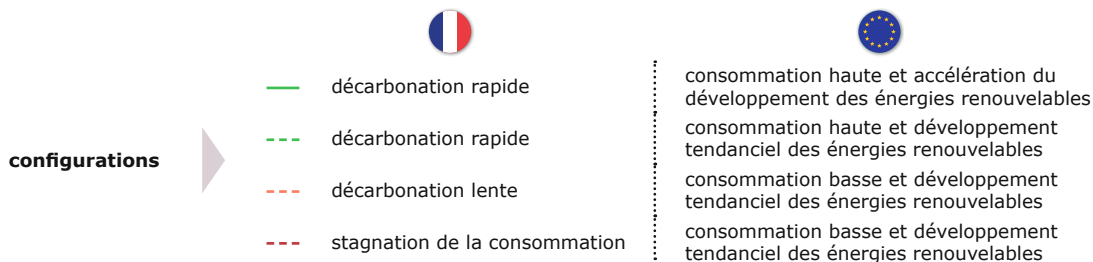 configurations
décarbonation rapide
consommation haute et accélération du
développement des énergies renouvelables
décarbonation rapide
consommation haute et développement
tendanciel des énergies renouvelables
décarbonation lente
consommation basse et développement
tendanciel des énergies renouvelables
stagnation de la consommation
consommation basse et développement
tendanciel des énergies renouvelables